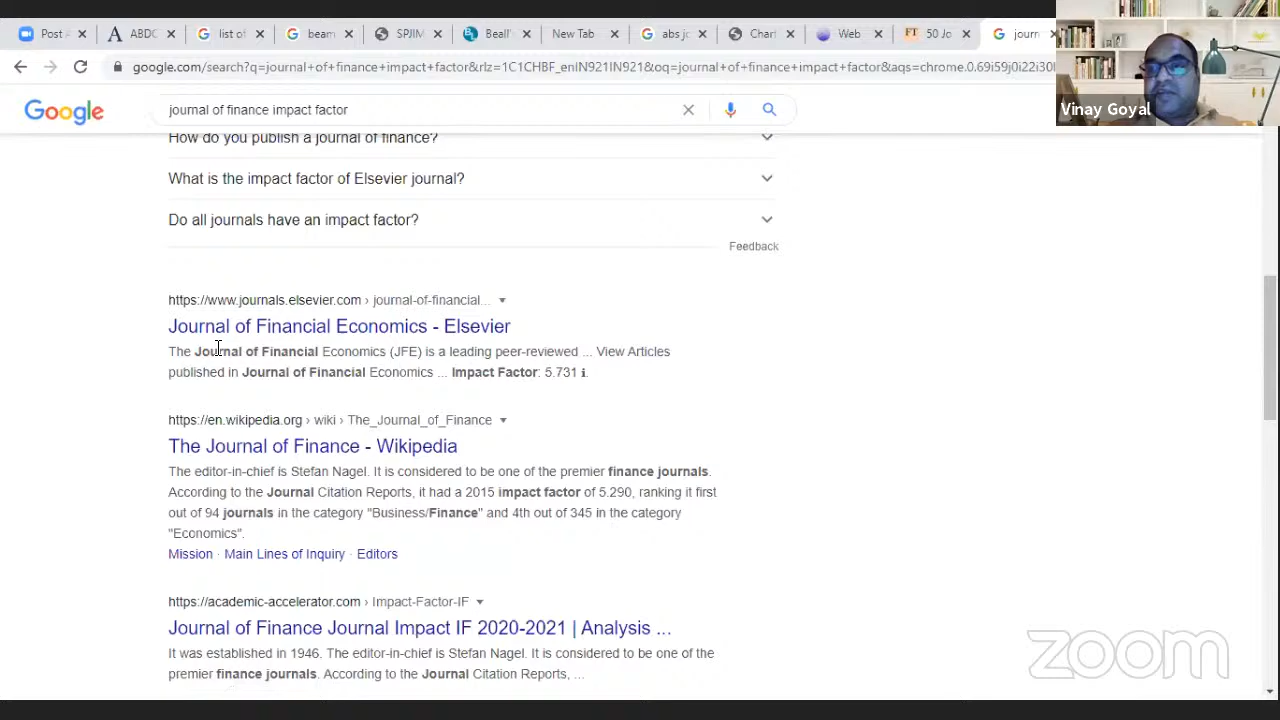 Post
ABDC
list of
beam
SPJIM
Beall'
New Tab
abs jo
Charl
Web
50 Jo
journ
google.com/search?q=journal+of+finance+impact+factor&rlz=1C1CHBF_enIN921IN921&oq=journal+of+finance+impact+factor&aqs=chrome.0.69i59j0i22i30l
Vinay Goyal
Google
journal of finance impact factor
How do you publish a journal of finance?
What is the impact factor of Elsevier journal?
Do all journals have an impact factor?
Feedback
https://www.journals.elsevier.com › journal-of-financial...
Journal of Financial Economics - Elsevier
The Journal of Financial Economics (JFE) is a leading peer-reviewed ... View Articles
published in Journal of Financial Economics ... Impact Factor: 5.731 ℹ.
https://en.wikipedia.org › wiki › The_Journal_of_Finance
The Journal of Finance - Wikipedia
The editor-in-chief is Stefan Nagel. It is considered to be one of the premier finance journals.
According to the Journal Citation Reports, it had a 2015 impact factor of 5.290, ranking it first
out of 94 journals in the category "Business/Finance" and 4th out of 345 in the category
"Economics".
Mission · Main Lines of Inquiry · Editors
https://academic-accelerator.com › Impact-Factor-IF
Journal of Finance Journal Impact IF 2020-2021 | Analysis ...
It was established in 1946. The editor-in-chief is Stefan Nagel. It is considered to be one of the
premier finance journals. According to the Journal Citation Reports, ...
zoom